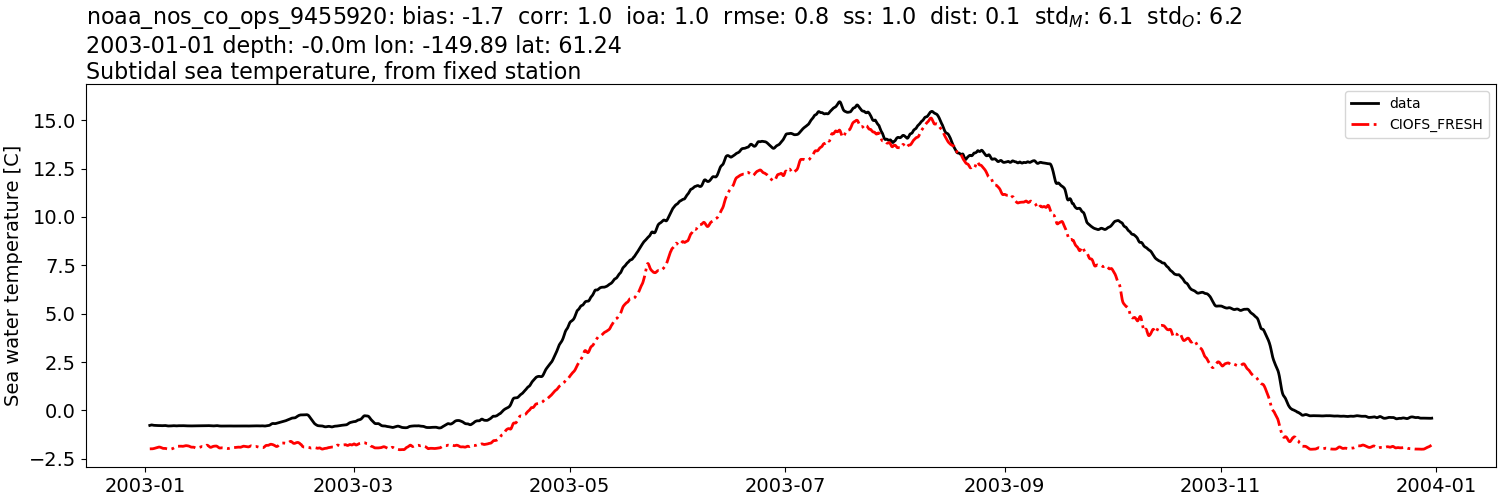 noaa_nos_co_ops_9455920: bias: -1.7 corr: 1.0 ioa: 1.0 rmse: 0.8 ss: 1.0 dist: 0.1 std_M: 6.1 std_O: 6.2
2003-01-01 depth: -0.0m lon: -149.89 lat: 61.24
Subtidal sea temperature, from fixed station
data
CIOFS_FRESH
Sea water temperature [C]
15.0
12.5
10.0
7.5
5.0
2.5
0.0
−2.5
2003-01 2003-03 2003-05 2003-07 2003-09 2003-11 2004-01